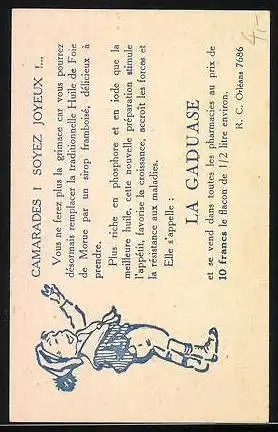 CAMARADES ! SOYEZ JOYEUX !...
Vous ne ferez plus la grimace car vous pourrez
désormais remplacer la traditionnelle Huile de Foie
de Morue par un sirop framboisé, délicieux à
prendre.
Plus riche en phosphore et en iode que la
meilleure huile, cette nouvelle préparation stimule
l'appétit, favorise la croissance, accroît les forces et
la résistance aux maladies.
Elle s'appelle :
LA GADUASE
et se vend dans toutes les pharmacies au prix de
10 francs le flacon de 1/2 litre environ.
R. C. Orléans 7686
4,-